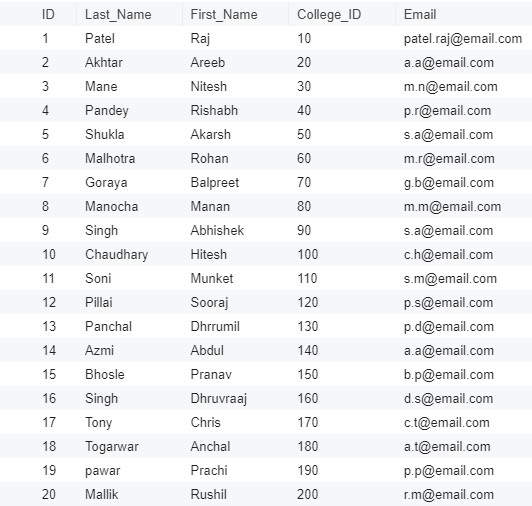 ID Last_Name First_Name College_ID Email
1 Patel Raj 10 patel.raj@email.com
2 Akhtar Areeb 20 a.a@email.com
3 Mane Nitesh 30 m.n@email.com
4 Pandey Rishabh 40 p.r@email.com
5 Shukla Akarsh 50 s.a@email.com
6 Malhotra Rohan 60 m.r@email.com
7 Goraya Balpreet 70 g.b@email.com
8 Manocha Manan 80 m.m@email.com
9 Singh Abhishek 90 s.a@email.com
10 Chaudhary Hitesh 100 c.h@email.com
11 Soni Munket 110 s.m@email.com
12 Pillai Sooraj 120 p.s@email.com
13 Panchal Dhrrumil 130 p.d@email.com
14 Azmi Abdul 140 a.a@email.com
15 Bhosle Pranav 150 b.p@email.com
16 Singh Dhruvraaj 160 d.s@email.com
17 Tony Chris 170 c.t@email.com
18 Togarwar Anchal 180 a.t@email.com
19 pawar Prachi 190 p.p@email.com
20 Mallik Rushil 200 r.m@email.com